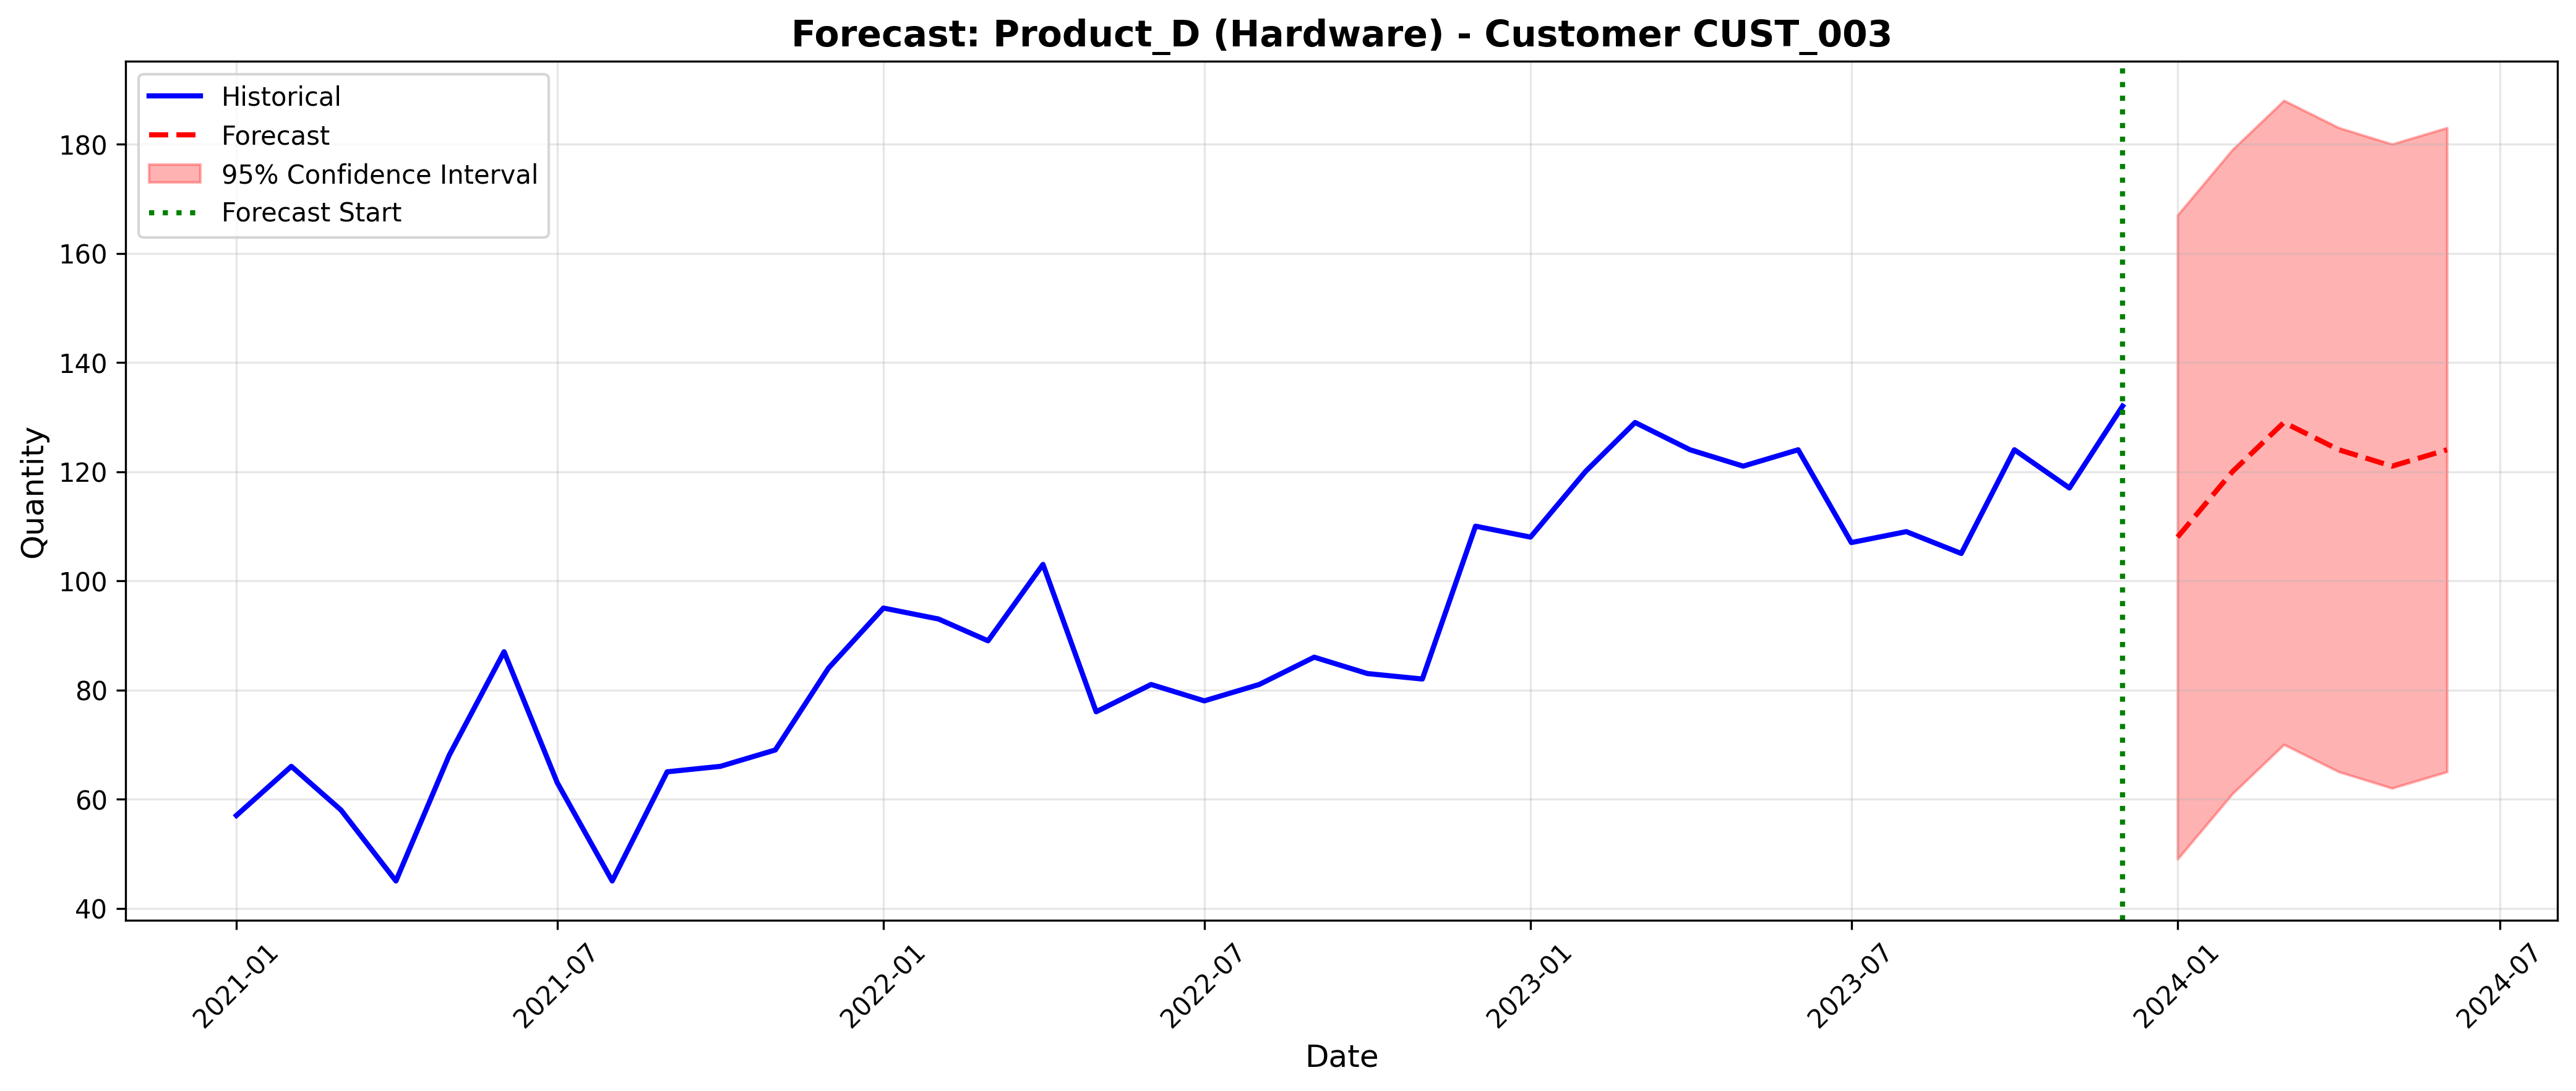 Forecast: Product_D (Hardware) - Customer CUST_003
Historical
Forecast
95% Confidence Interval
Forecast Start
Quantity
180
160
140
120
100
80
60
40
2021-01
2021-07
2022-01
2022-07
2023-01
2023-07
2024-01
2024-07
Date